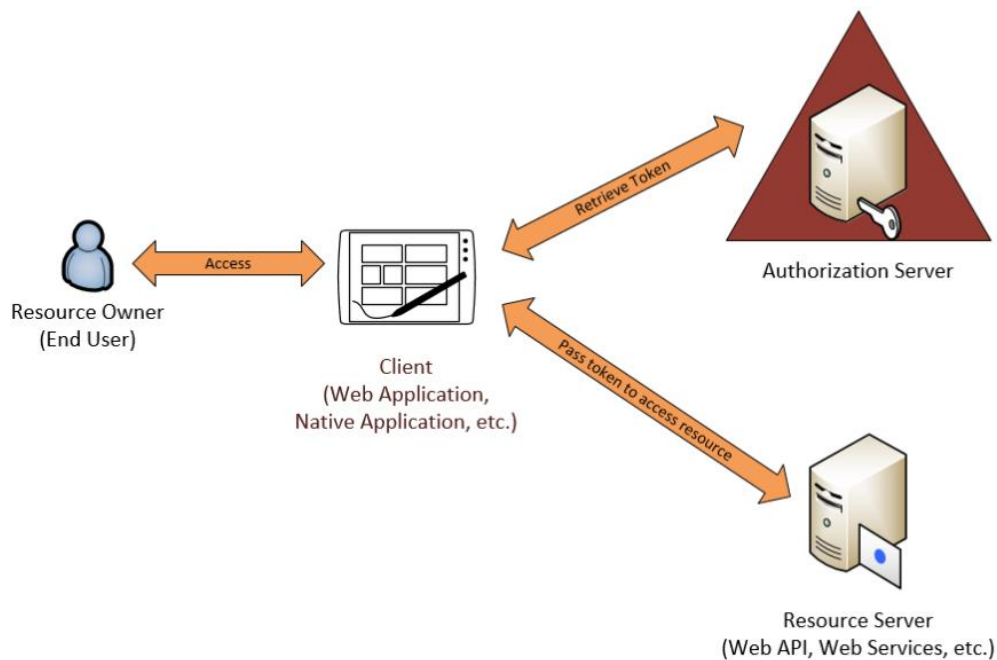 Retrieve Token
Authorization Server
Access
Resource Owner
(End User)
Client
(Web Application,
Native Application, etc.)
Pass token to access resource
Resource Server
(Web API, Web Services, etc.)